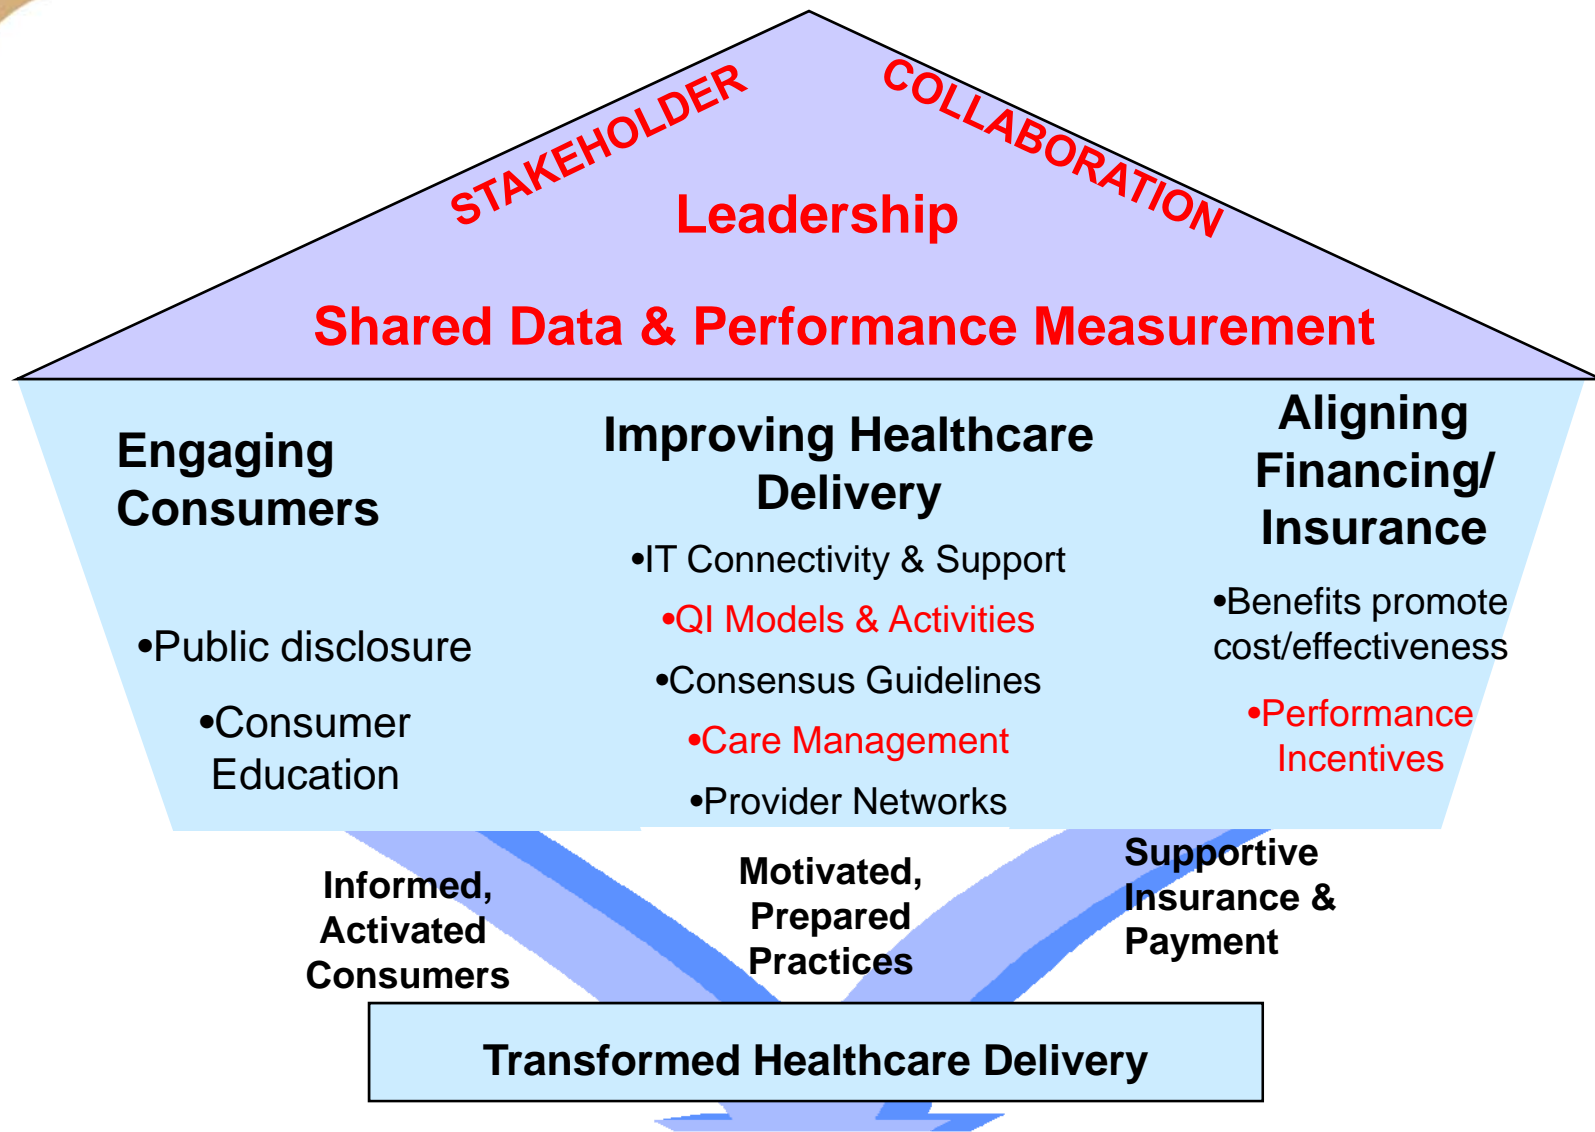 STAKEHOLDER
COLLABORATION
Leadership
Shared Data & Performance Measurement
Engaging
Consumers
•Public disclosure
•Consumer
Education
Improving Healthcare
Delivery
•IT Connectivity & Support
•QI Models & Activities
•Consensus Guidelines
•Care Management
•Provider Networks
Aligning
Financing/
Insurance
•Benefits promote
cost/effectiveness
•Performance
Incentives
Informed,
Activated
Consumers
Motivated,
Prepared
Practices
Supportive
Insurance &
Payment
Transformed Healthcare Delivery